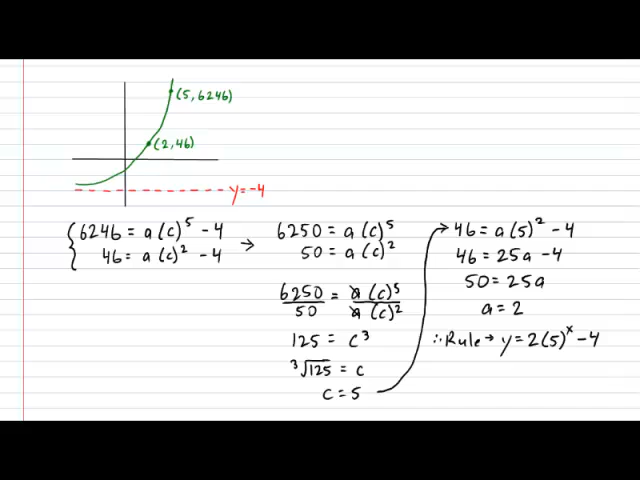 (5, 6246)
(2, 46)
y = -4
6246 = a(c)^5 - 4
46 = a(c)^2 - 4
6250 = a(c)^5
50 = a(c)^2
6250/50 = a(c)^5/a(c)^2
125 = c^3
³√125 = c
c = 5
46 = a(5)^2 - 4
46 = 25a - 4
50 = 25a
a = 2
∴ Rule → y = 2(5)^x - 4